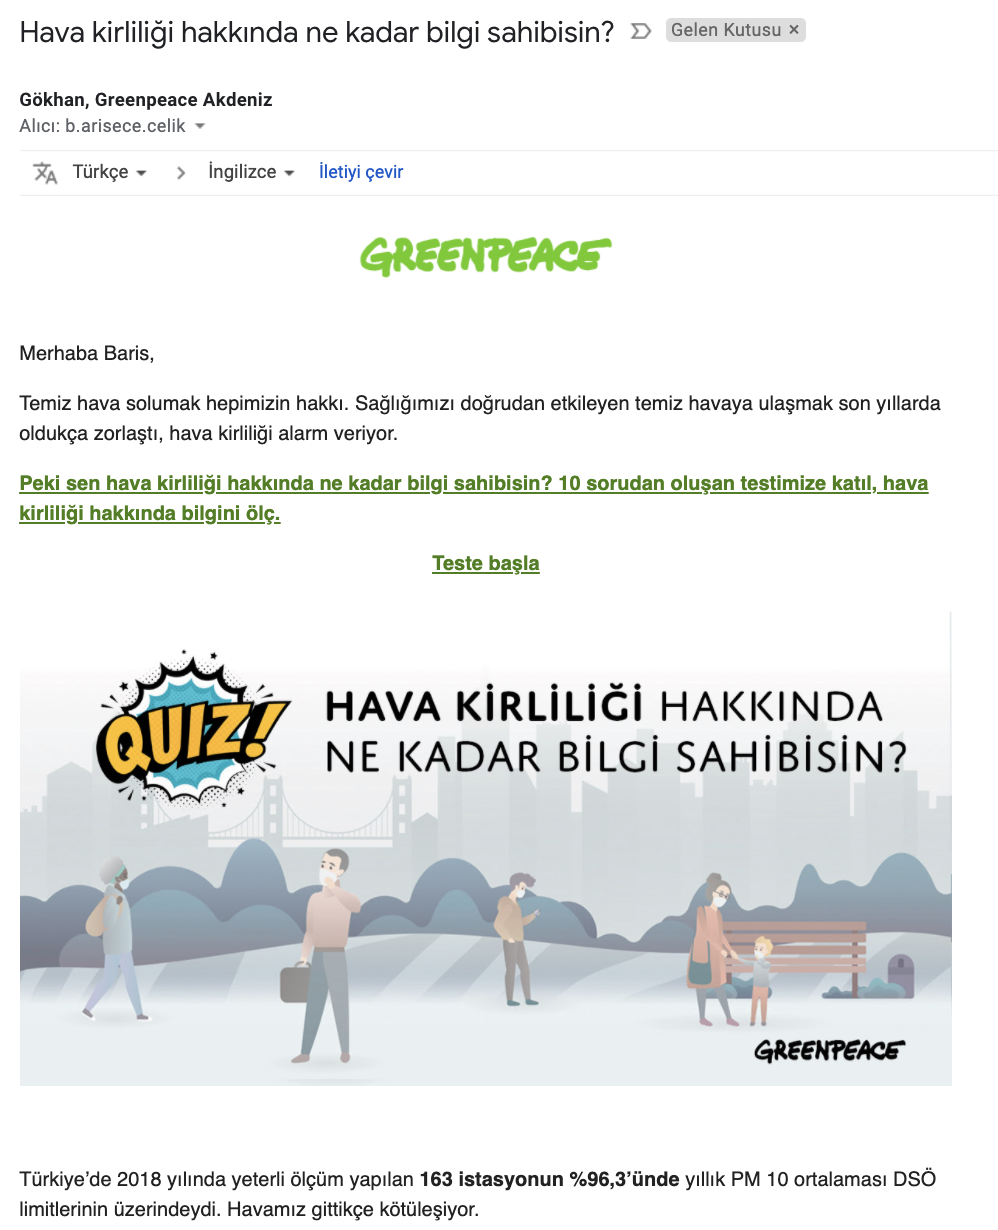 Hava kirliliği hakkında ne kadar bilgi sahibisin? Gelen Kutusu ×
Gökhan, Greenpeace Akdeniz
Alıcı: b.arisece.celik
Türkçe İngilizce İletiyi çevir
GREENPEACE
Merhaba Baris,
Temiz hava solumak hepimizin hakkı. Sağlığımızı doğrudan etkileyen temiz havaya ulaşmak son yıllarda
oldukça zorlaştı, hava kirliliği alarm veriyor.
Peki sen hava kirliliği hakkında ne kadar bilgi sahibisin? 10 sorudan oluşan testimize katıl, hava
kirliliği hakkında bilgini ölç.
Teste başla
QUIZ!
HAVA KİRLİLİĞİ HAKKINDA
NE KADAR BİLGİ SAHİBİSİN?
GREENPEACE
Türkiye’de 2018 yılında yeterli ölçüm yapılan 163 istasyonun %96,3’ünde yıllık PM 10 ortalaması DSÖ
limitlerinin üzerindeydi. Havamız gittikçe kötüleşiyor.